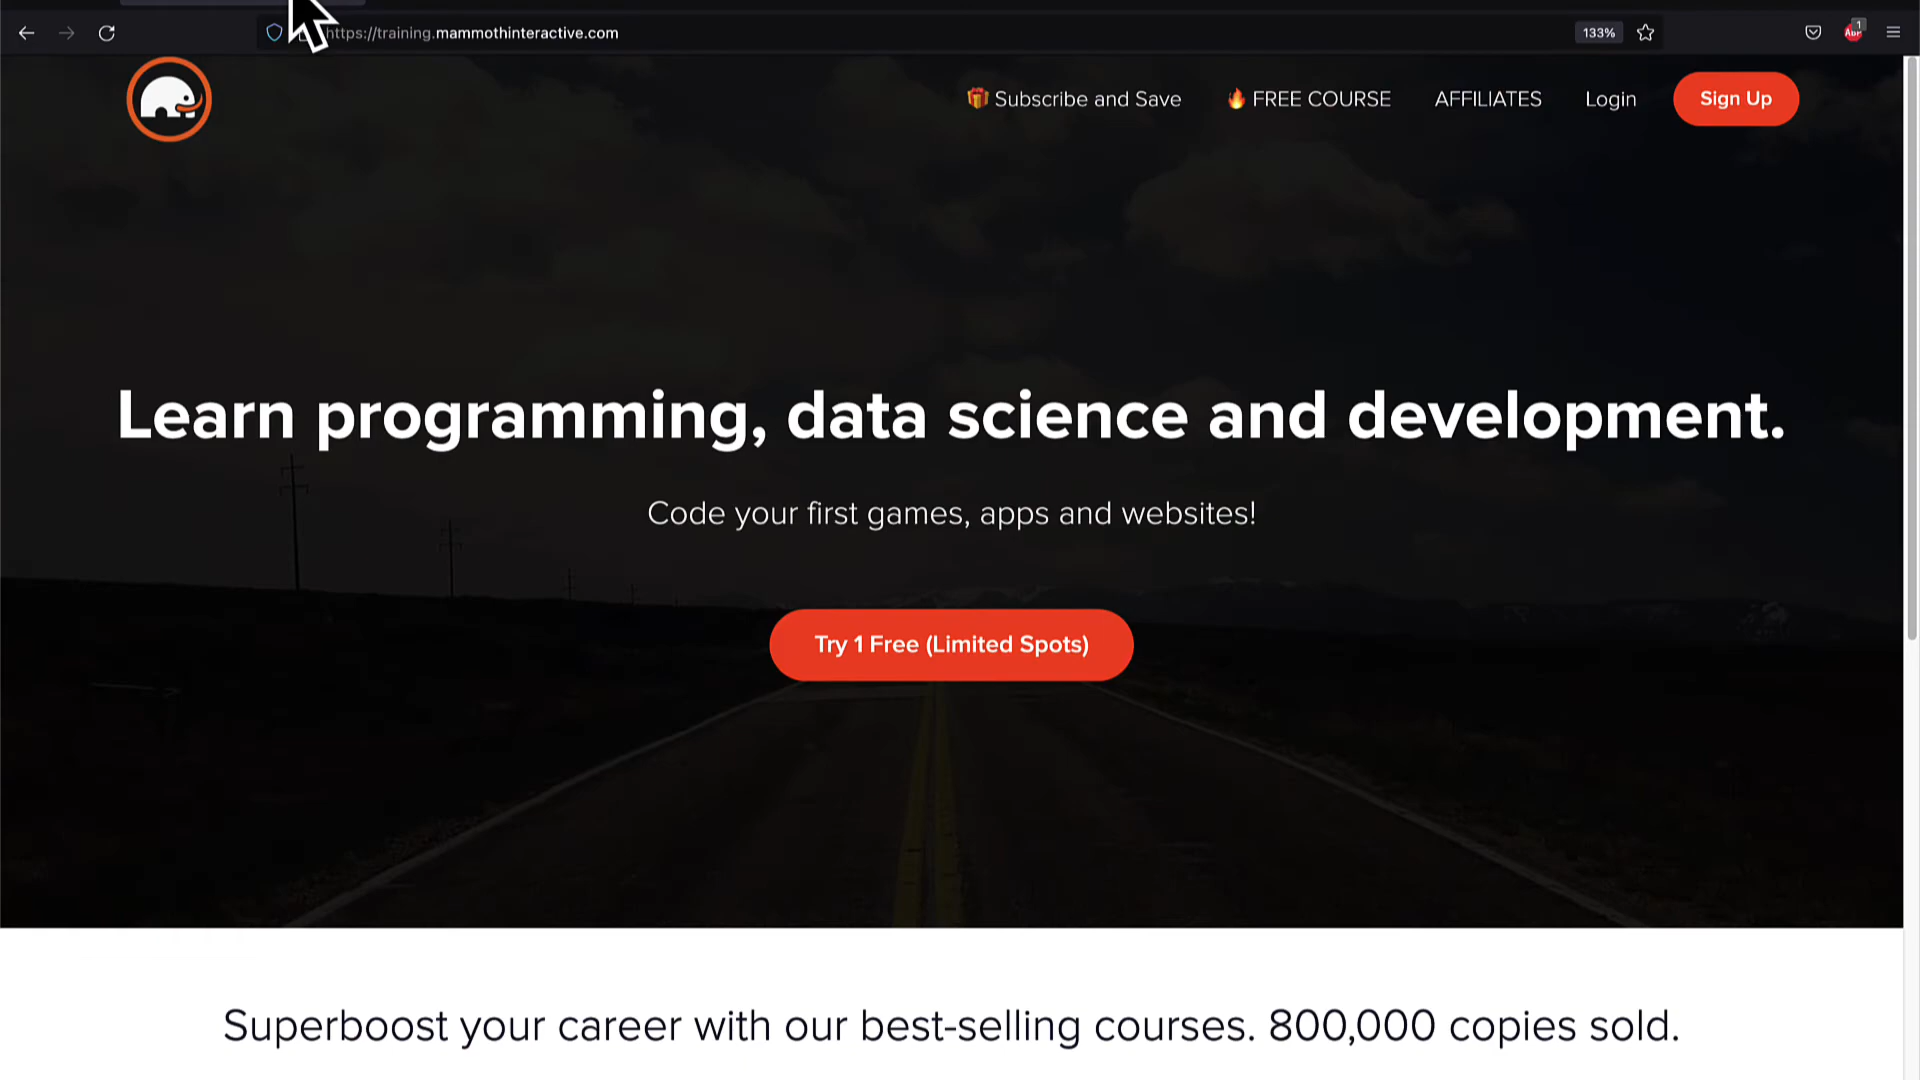 https://training.mammothinteractive.com
133%
1
ABP
🎁 Subscribe and Save
🔥 FREE COURSE
AFFILIATES
Login
Sign Up
Learn programming, data science and development.
Code your first games, apps and websites!
Try 1 Free (Limited Spots)
Superboost your career with our best-selling courses. 800,000 copies sold.